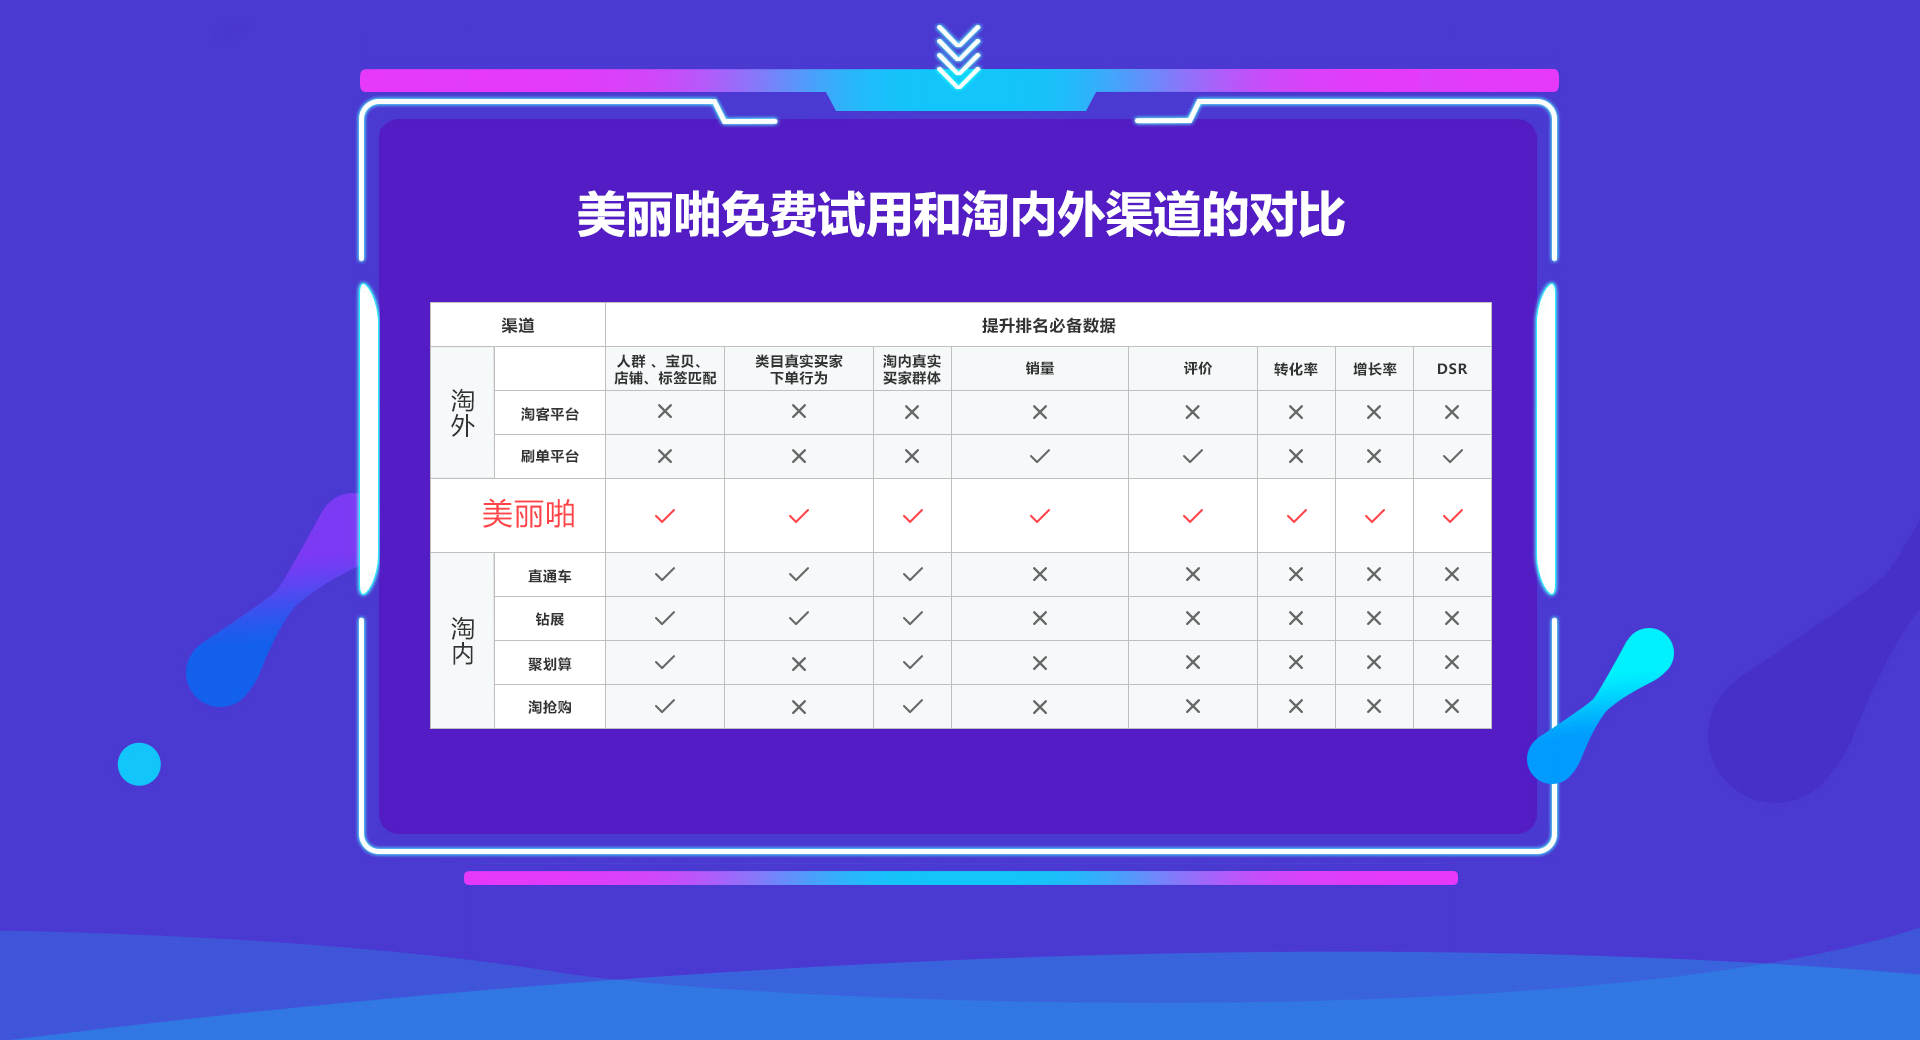 美丽啪免费试用和淘内外渠道的对比
渠道
提升排名必备数据
淘外
人群 、宝贝、
店铺、标签匹配
类目真实买家
下单行为
淘内真实
买家群体
销量
评价
转化率
增长率
DSR
淘客平台
刷单平台
美丽啪
淘内
直通车
钻展
聚划算
淘抢购